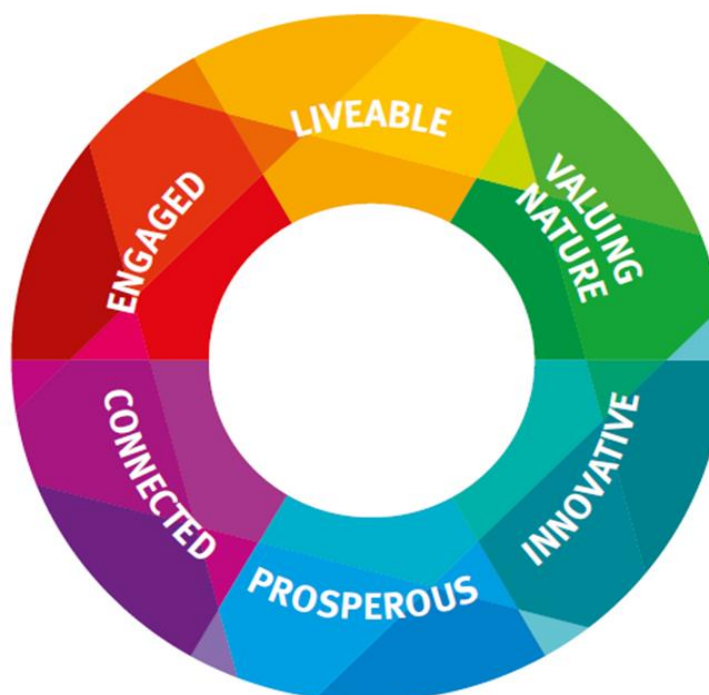 LIVEABLE
VALUING
NATURE
INNOVATIVE
PROSPEROUS
CONNECTED
ENGAGED